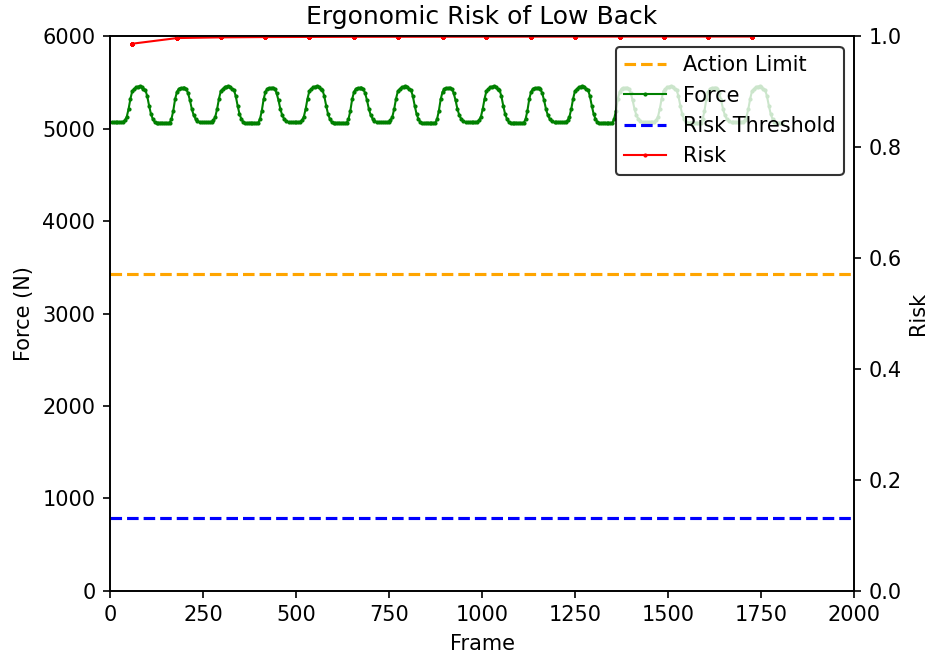 Ergonomic Risk of Low Back
6000
5000
4000
3000
2000
1000
0
Force (N)
1.0
0.8
0.6
0.4
0.2
0.0
Risk
Action Limit
Force
Risk Threshold
Risk
0 250 500 750 1000 1250 1500 1750 2000
Frame